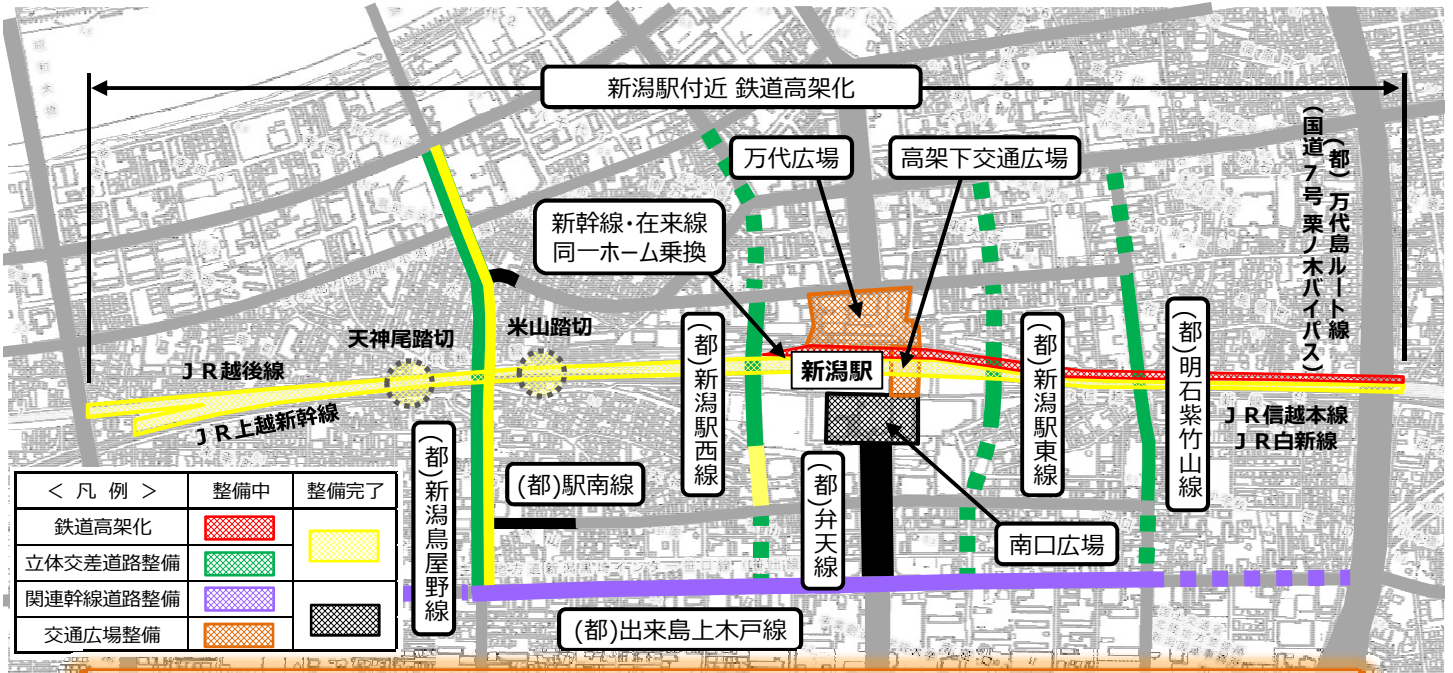 新潟駅付近 鉄道高架化
万代広場
高架下交通広場
(都) 万代島ルート線
(国道7号 栗ノ木バイパス)
新幹線・在来線
同一ホーム乗換
天神尾踏切
米山踏切
(都)新潟駅西線
新潟駅
(都)新潟駅東線
(都)明石紫竹山線
JR越後線
JR上越新幹線
JR信越本線
JR白新線
(都)新潟鳥屋野線
(都)駅南線
(都)弁天線
南口広場
(都)出来島上木戸線
<凡例> 整備中 整備完了
鉄道高架化
立体交差道路整備
関連幹線道路整備
交通広場整備